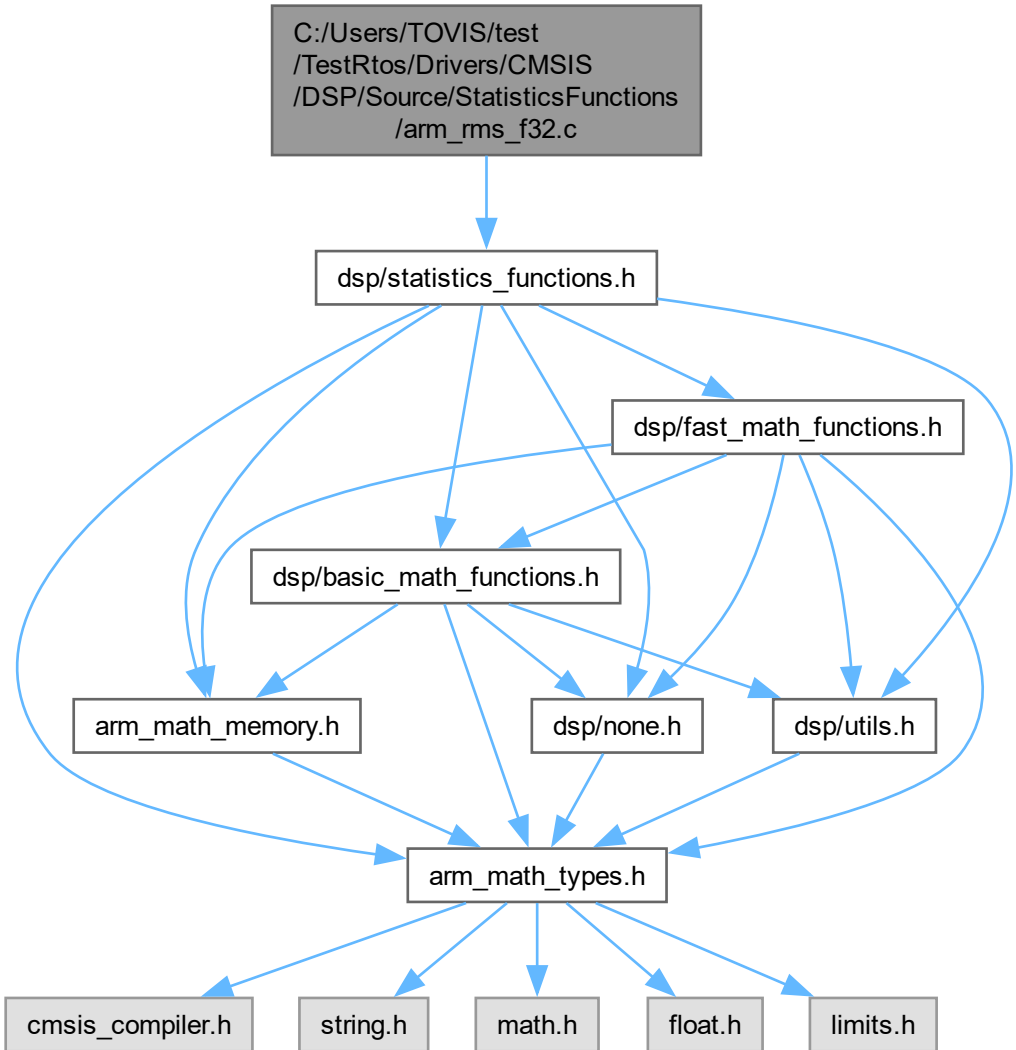 C:/Users/TOVIS/test
/TestRtos/Drivers/CMSIS
/DSP/Source/StatisticsFunctions
/arm_rms_f32.c
dsp/statistics_functions.h
dsp/fast_math_functions.h
dsp/basic_math_functions.h
arm_math_memory.h
dsp/none.h
dsp/utils.h
arm_math_types.h
cmsis_compiler.h
string.h
math.h
float.h
limits.h